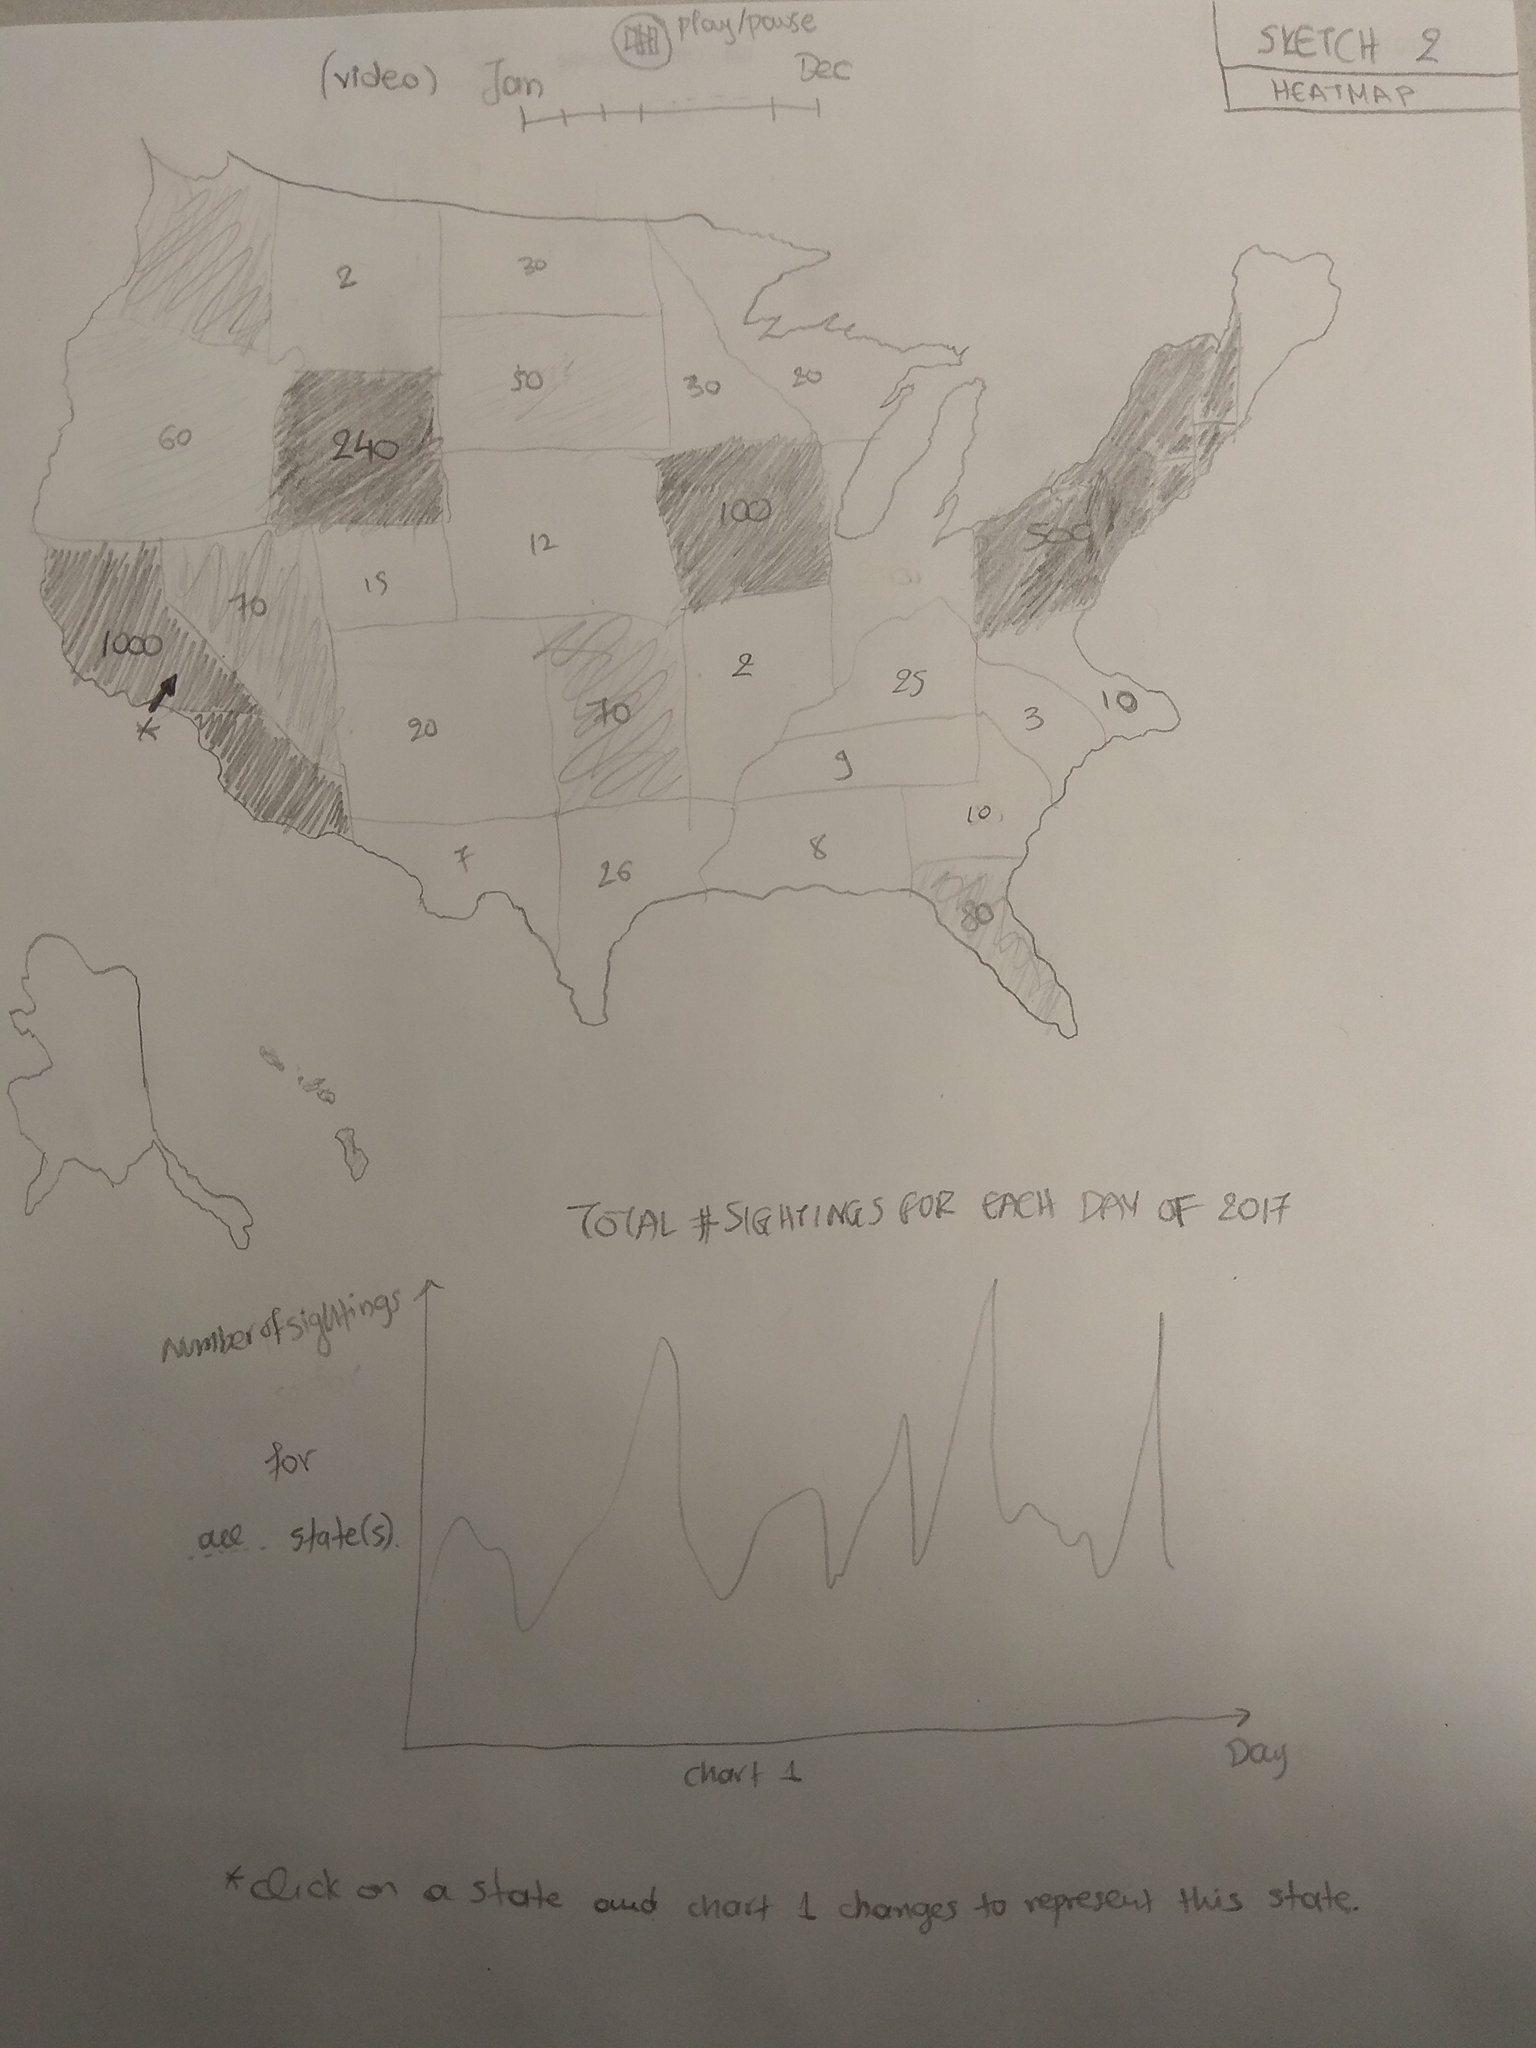 play/pause
SKETCH 2
(video) Jan Dec
HEATMAP
2
30
60
240
50
30
20
1000
70
15
12
100
500
*
20
70
2
25
3
10
9
7
26
8
10
80
TOTAL #SIGHTINGS FOR EACH DAY OF 2017
Number of sightings
for
all state(s).
Day
chart 1
*click on a state and chart 1 changes to represent this state.